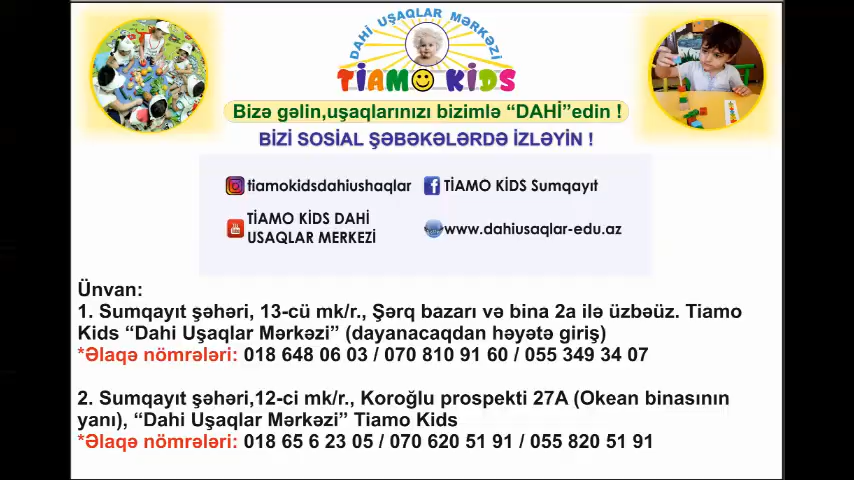 DAHİ UŞAQLAR MƏRKƏZİ
TİAMO KİDS
Bizə gəlin,uşaqlarınızı bizimlə “DAHİ”edin !
BİZİ SOSİAL ŞƏBƏKƏLƏRDƏ İZLƏYİN !
tiamokidsdahiushaqlar
TİAMO KİDS Sumqayıt
TİAMO KİDS DAHİ
USAQLAR MERKEZİ
www.dahiusaqlar-edu.az
Ünvan:
1. Sumqayıt şəhəri, 13-cü mk/r., Şərq bazarı və bina 2a ilə üzbəüz. Tiamo
Kids “Dahi Uşaqlar Mərkəzi” (dayanacaqdan həyətə giriş)
*Əlaqə nömrələri: 018 648 06 03 / 070 810 91 60 / 055 349 34 07
2. Sumqayıt şəhəri,12-ci mk/r., Koroğlu prospekti 27A (Okean binasının
yanı), “Dahi Uşaqlar Mərkəzi” Tiamo Kids
*Əlaqə nömrələri: 018 65 6 23 05 / 070 620 51 91 / 055 820 51 91